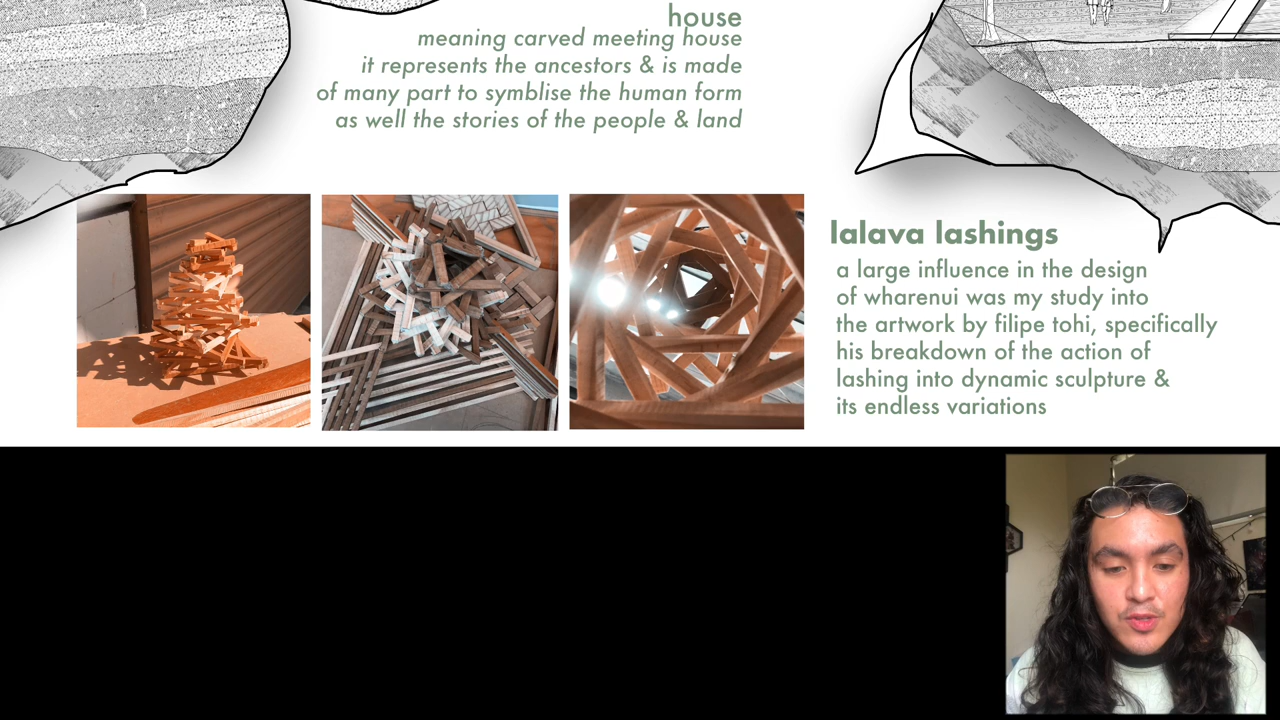 house
meaning carved meeting house
it represents the ancestors & is made
of many part to symblise the human form
as well the stories of the people & land
lalava lashings
a large influence in the design
of wharenui was my study into
the artwork by filipe tohi, specifically
his breakdown of the action of
lashing into dynamic sculpture &
its endless variations